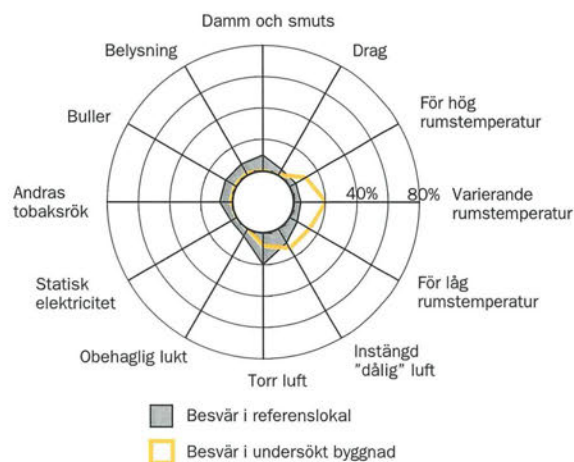 Damm och smuts
Belysning
Drag
Buller
För hög
rumstemperatur
Andras
tobaksrök
40%
80%
Varierande
rumstemperatur
Statisk
elektricitet
För låg
rumstemperatur
Obehaglig lukt
Torr luft
Instängd
"dålig" luft
Besvär i referenslokal
Besvär i undersökt byggnad